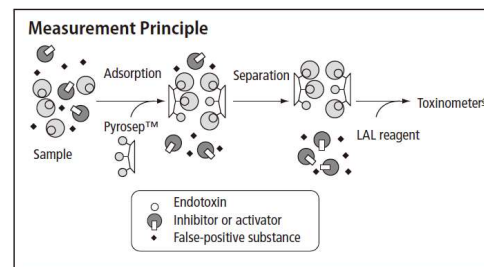 Measurement Principle
Adsorption
Separation
Pyrosep™
Toxinometer®
LAL reagent
Sample
Endotoxin
Inhibitor or activator
False-positive substance